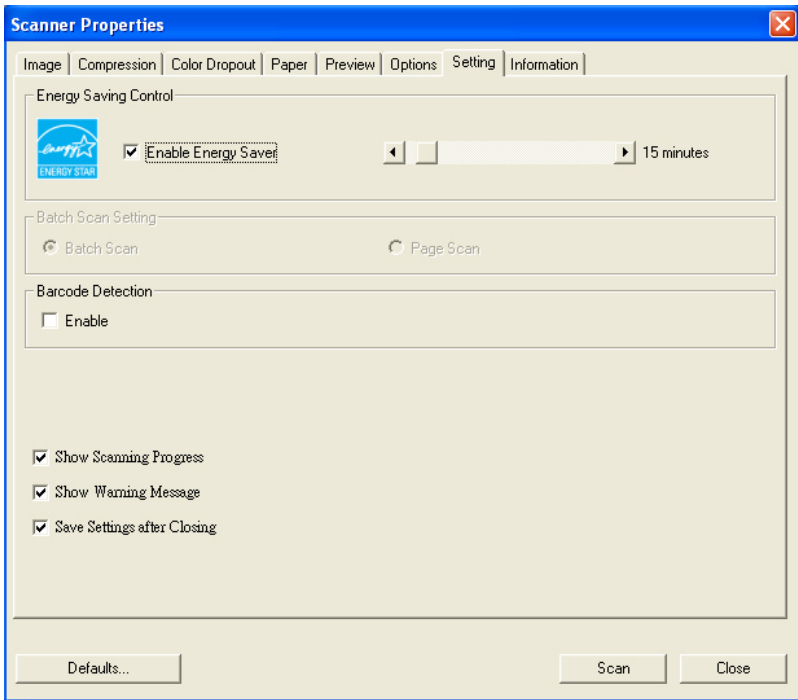 Scanner Properties
Image Compression Color Dropout Paper Preview Options Setting Information
Energy Saving Control
energy
ENERGY STAR
Enable Energy Saver
15 minutes
Batch Scan Setting
Batch Scan Page Scan
Barcode Detection
Enable
Show Scanning Progress
Show Warning Message
Save Settings after Closing
Defaults... Scan Close